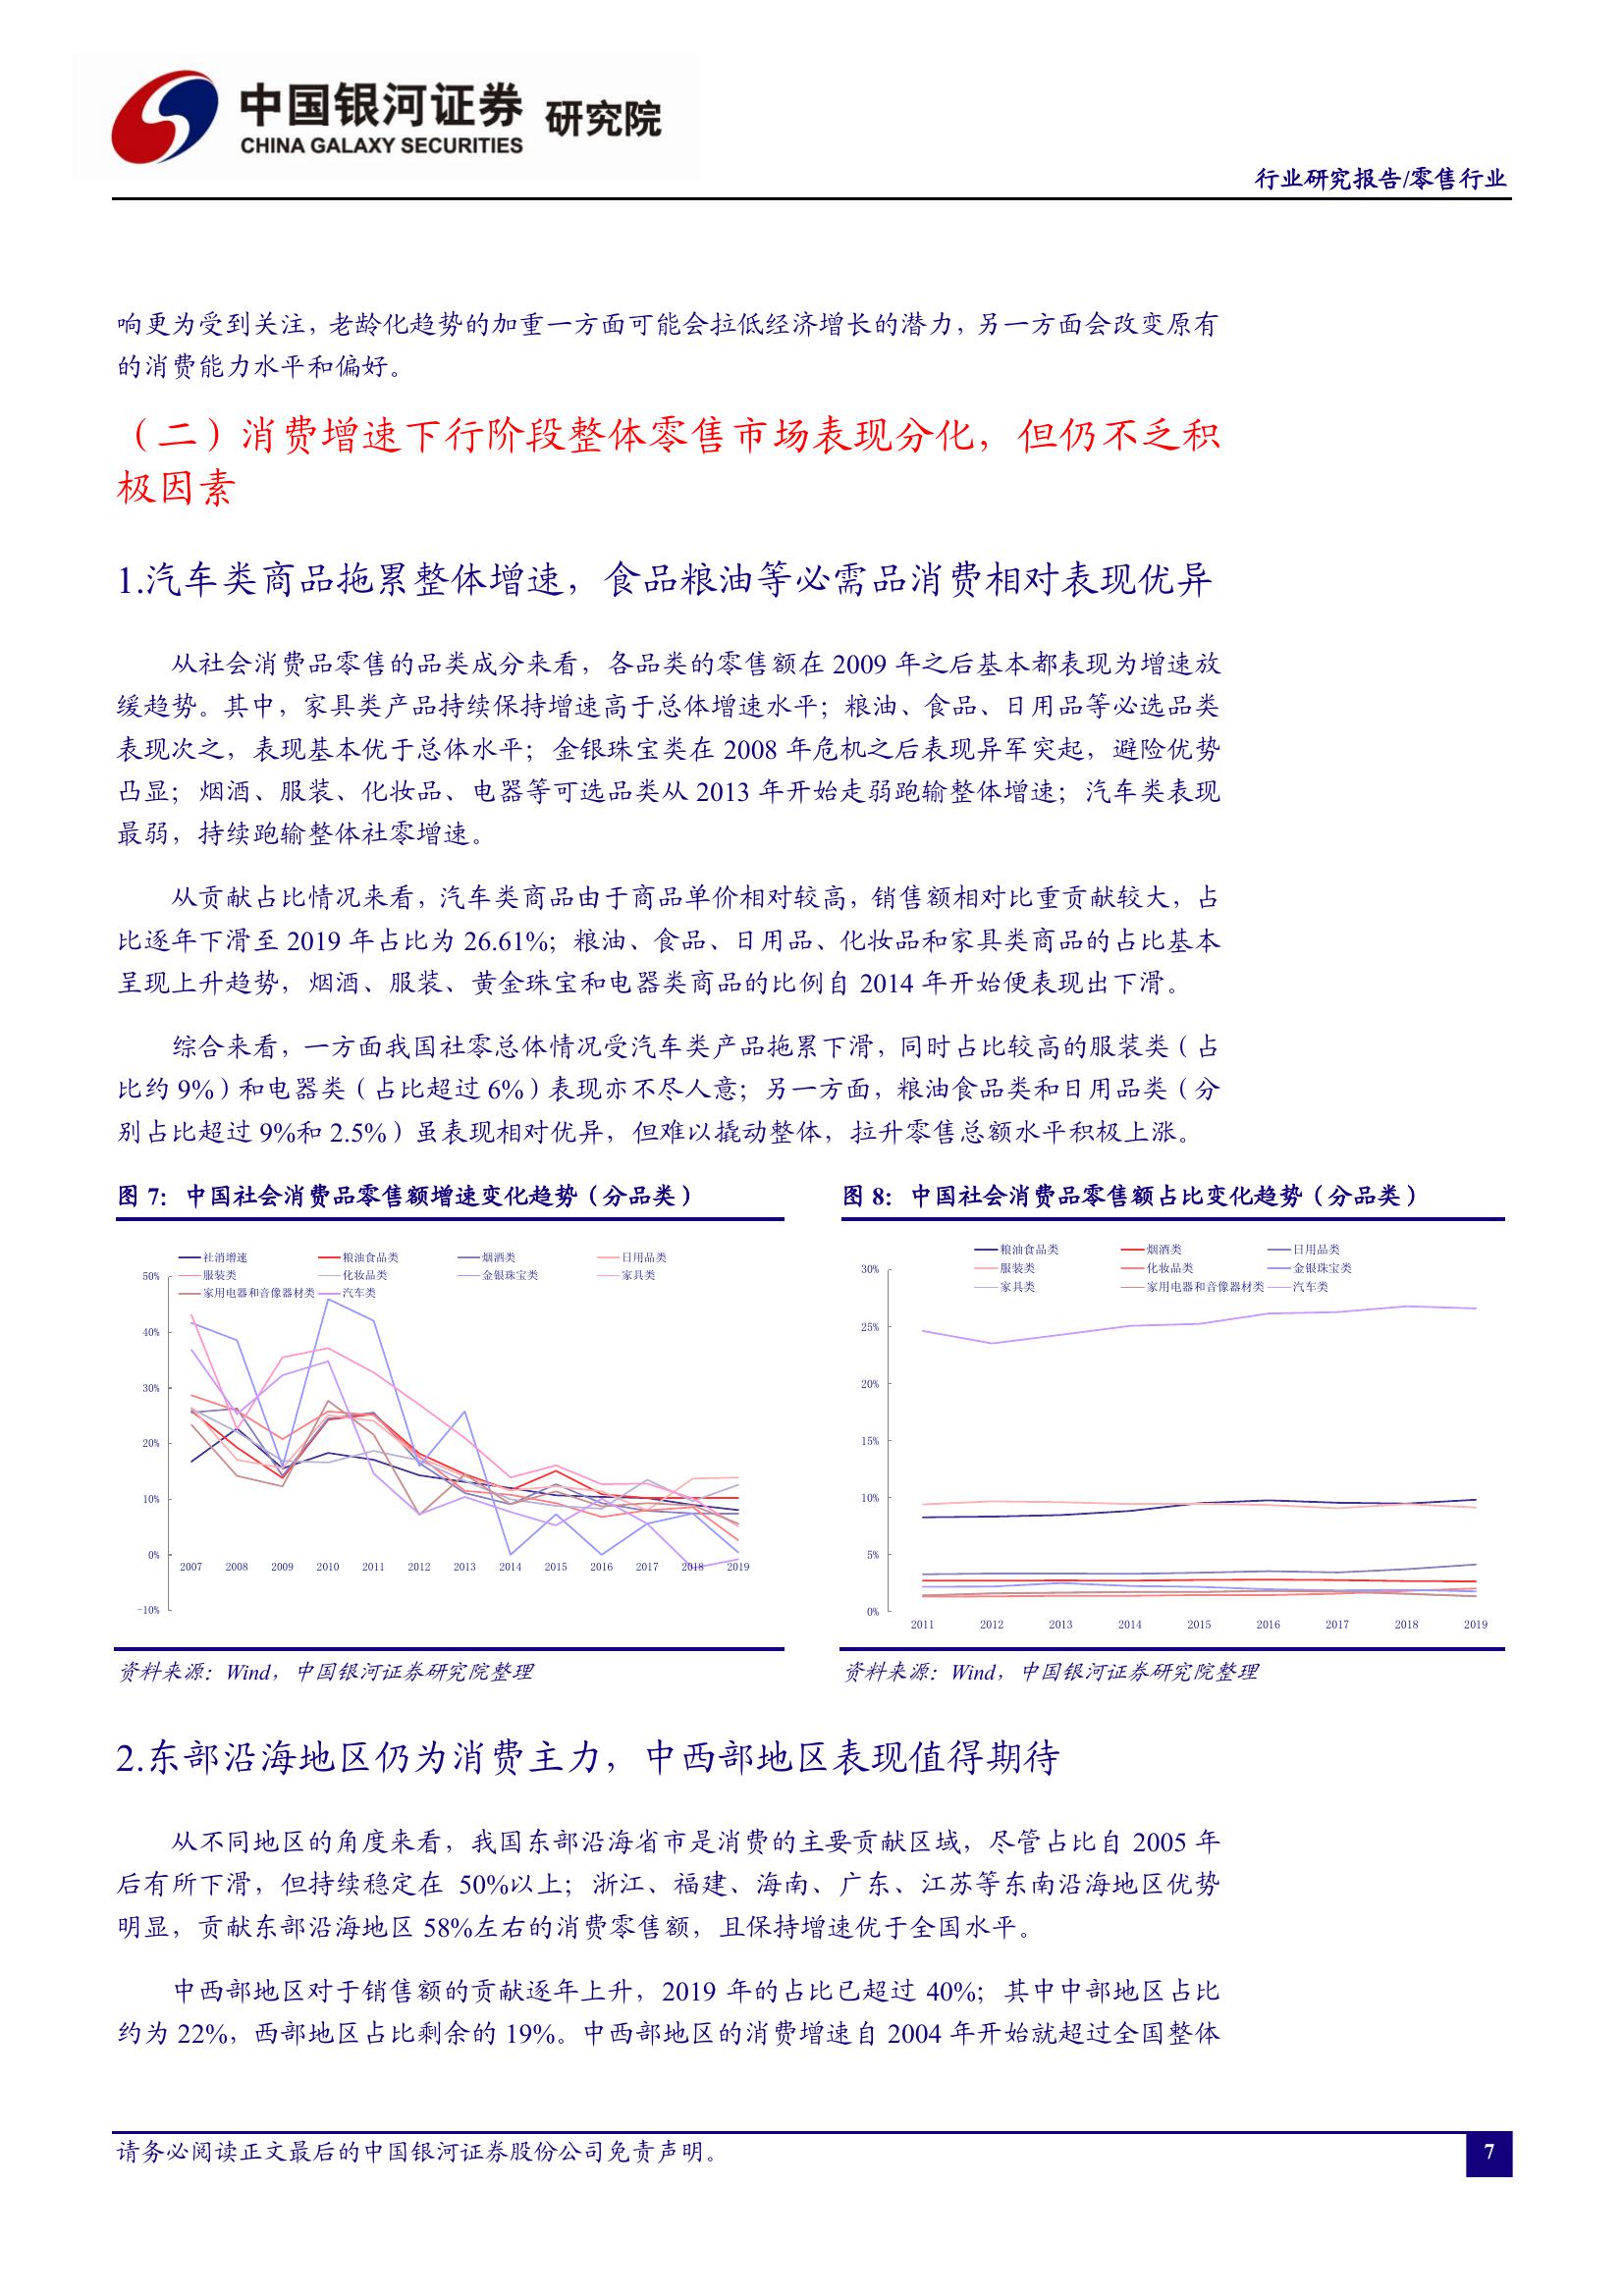 中国银河证券 研究院
CHINA GALAXY SECURITIES
行业研究报告/零售行业
响更为受到关注，老龄化趋势的加重一方面可能会拉低经济增长的潜力，另一方面会改变原有
的消费能力水平和偏好。
（二）消费增速下行阶段整体零售市场表现分化，但仍不乏积
极因素
1.汽车类商品拖累整体增速，食品粮油等必需品消费相对表现优异
从社会消费品零售的品类成分来看，各品类的零售额在 2009 年之后基本都表现为增速放
缓趋势。其中，家具类产品持续保持增速高于总体增速水平；粮油、食品、日用品等必选品类
表现次之，表现基本优于总体水平；金银珠宝类在 2008 年危机之后表现异军突起，避险优势
凸显；烟酒、服装、化妆品、电器等可选品类从 2013 年开始走弱跑输整体增速；汽车类表现
最弱，持续跑输整体社零增速。
从贡献占比情况来看，汽车类商品由于商品单价相对较高，销售额相对比重贡献较大，占
比逐年下滑至 2019 年占比为 26.61%；粮油、食品、日用品、化妆品和家具类商品的占比基本
呈现上升趋势，烟酒、服装、黄金珠宝和电器类商品的比例自 2014 年开始便表现出下滑。
综合来看，一方面我国社零总体情况受汽车类产品拖累下滑，同时占比较高的服装类（占
比约 9%）和电器类（占比超过 6%）表现亦不尽人意；另一方面，粮油食品类和日用品类（分
别占比超过 9%和 2.5%）虽表现相对优异，但难以撬动整体，拉升零售总额水平积极上涨。
图 7：中国社会消费品零售额增速变化趋势（分品类）
社消增速 粮油食品类 烟酒类 日用品类
服装类 化妆品类 金银珠宝类 家具类
家用电器和音像器材类 汽车类
50%
40%
30%
20%
10%
0%
-10%
2007 2008 2009 2010 2011 2012 2013 2014 2015 2016 2017 2018 2019
资料来源：Wind，中国银河证券研究院整理
图 8：中国社会消费品零售额占比变化趋势（分品类）
粮油食品类 烟酒类 日用品类
服装类 化妆品类 金银珠宝类
家具类 家用电器和音像器材类 汽车类
30%
25%
20%
15%
10%
5%
0%
2011 2012 2013 2014 2015 2016 2017 2018 2019
资料来源：Wind，中国银河证券研究院整理
2.东部沿海地区仍为消费主力，中西部地区表现值得期待
从不同地区的角度来看，我国东部沿海省市是消费的主要贡献区域，尽管占比自 2005 年
后有所下滑，但持续稳定在 50%以上；浙江、福建、海南、广东、江苏等东南沿海地区优势
明显，贡献东部沿海地区 58%左右的消费零售额，且保持增速优于全国水平。
中西部地区对于销售额的贡献逐年上升，2019 年的占比已超过 40%；其中中部地区占比
约为 22%，西部地区占比剩余的 19%。中西部地区的消费增速自 2004 年开始就超过全国整体
请务必阅读正文最后的中国银河证券股份公司免责声明。
7